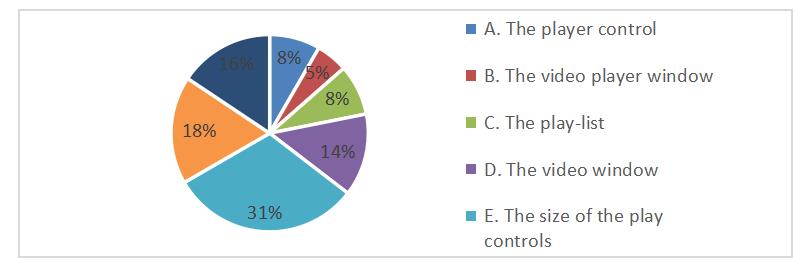 8%
5%
8%
14%
31%
18%
16%
A. The player control
B. The video player window
C. The play-list
D. The video window
E. The size of the play
controls